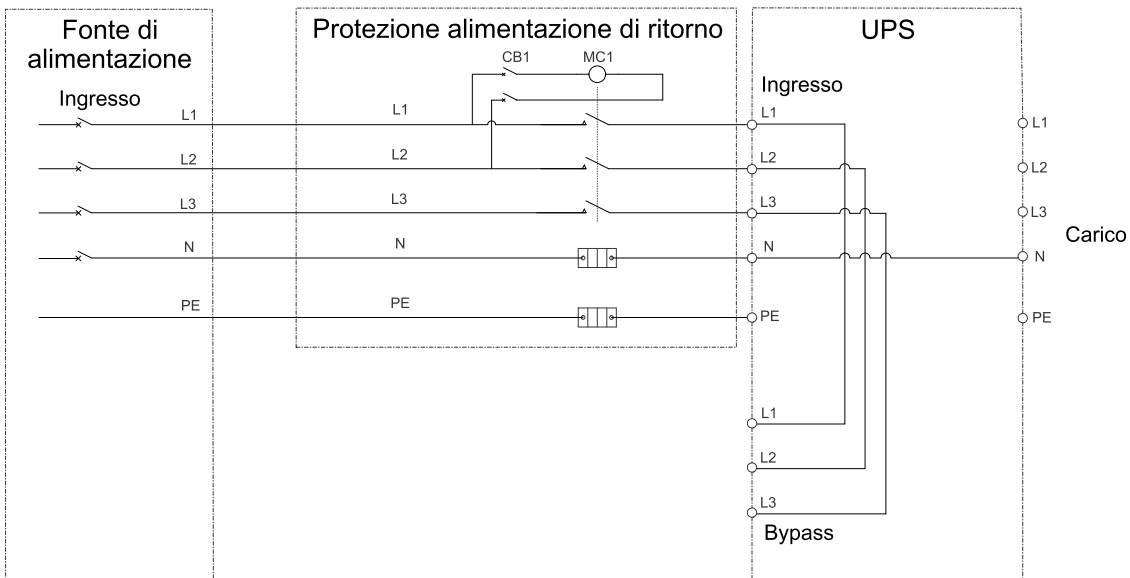 Fonte di
alimentazione
Ingresso
L1
L2
L3
N
PE
Protezione alimentazione di ritorno
CB1 MC1
L1
L2
L3
N
PE
UPS
Ingresso
L1
L2
L3
N
PE
L1
L2
L3
Bypass
L1
L2
L3
N
PE
Carico